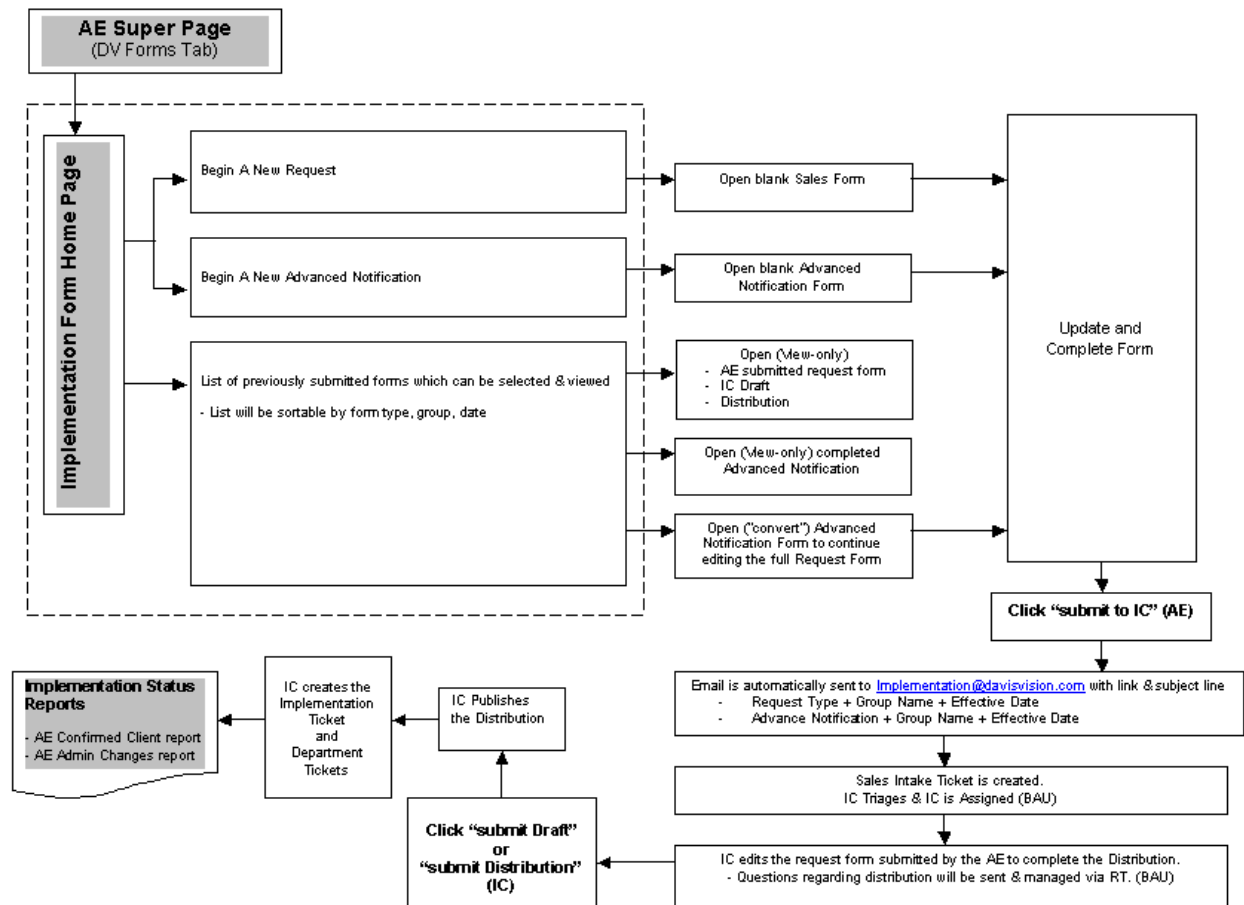 AE Super Page
(DV Forms Tab)
Implementation Form Home Page
Begin A New Request
Open blank Sales Form
Begin A New Advanced Notification
Open blank Advanced
Notification Form
Update and
Complete Form
List of previously submitted forms which can be selected & viewed
- List will be sortable by form type, group, date
Open (View-only)
- AE submitted request form
- IC Draft
- Distribution
Open (View-only) completed
Advanced Notification
Open ("convert") Advanced
Notification Form to continue
editing the full Request Form
Click "submit to IC" (AE)
Email is automatically sent to Implementation@davisvision.com with link & subject line
- Request Type + Group Name + Effective Date
- Advance Notification + Group Name + Effective Date
Sales Intake Ticket is created.
IC Triages & IC is Assigned (BAU)
IC edits the request form submitted by the AE to complete the Distribution.
- Questions regarding distribution will be sent & managed via RT. (BAU)
Click "submit Draft"
or
"submit Distribution"
(IC)
IC Publishes
the Distribution
IC creates the
Implementation
Ticket
and
Department
Tickets
Implementation Status
Reports
- AE Confirmed Client report
- AE Admin Changes report